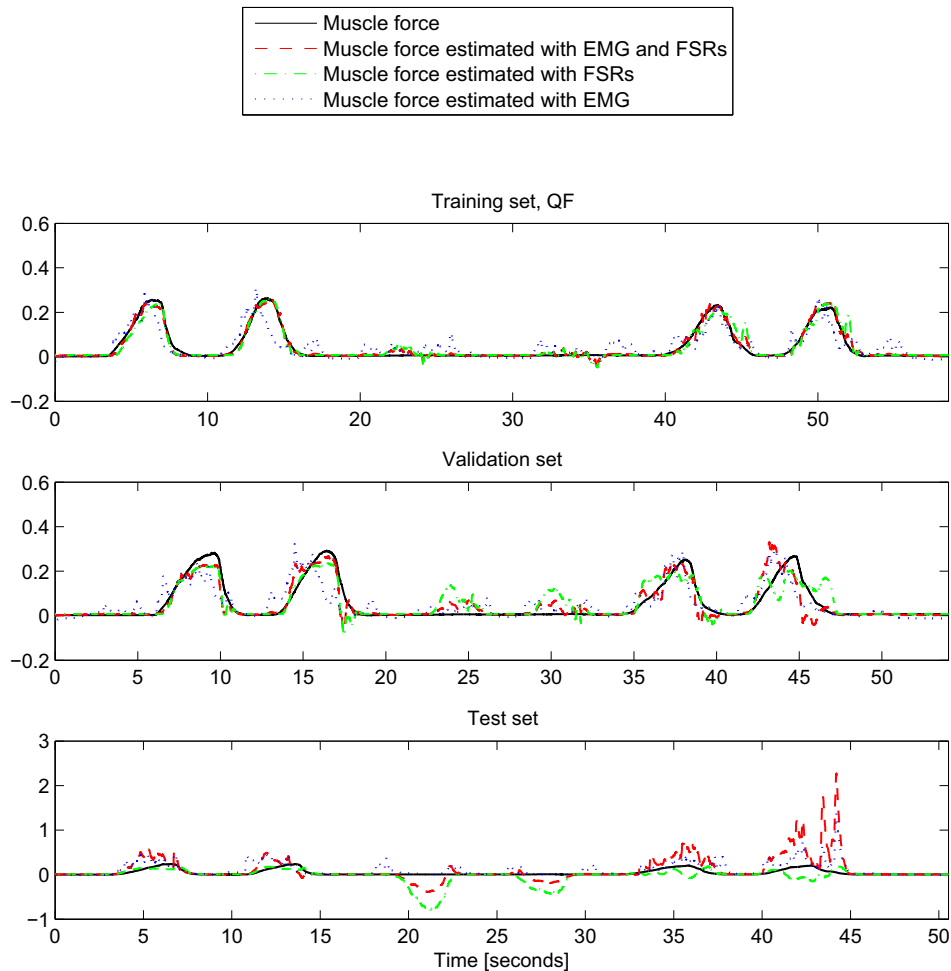 Muscle force
Muscle force estimated with EMG and FSRs
Muscle force estimated with FSRs
Muscle force estimated with EMG
Training set, QF
0.6
0.4
0.2
0
−0.2
0 10 20 30 40 50
Validation set
0.6
0.4
0.2
0
−0.2
0 5 10 15 20 25 30 35 40 45 50
Test set
3
2
1
0
−1
0 5 10 15 20 25 30 35 40 45 50
Time [seconds]